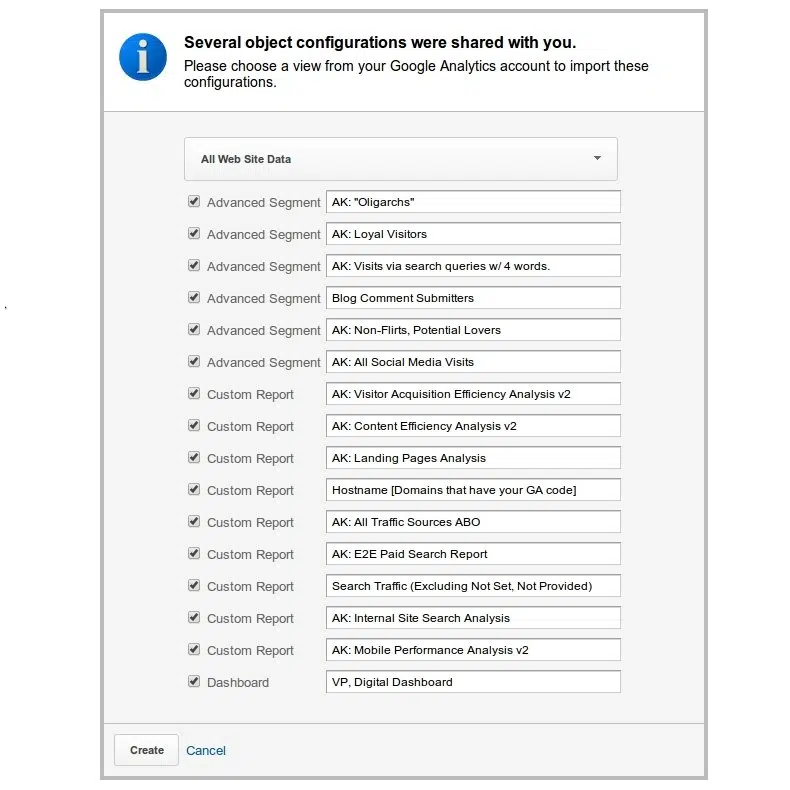 Several object configurations were shared with you.
Please choose a view from your Google Analytics account to import these
configurations.
All Web Site Data
Advanced Segment AK: "Oligarchs"
Advanced Segment AK: Loyal Visitors
Advanced Segment AK: Visits via search queries w/ 4 words.
Advanced Segment Blog Comment Submitters
Advanced Segment AK: Non-Flirts, Potential Lovers
Advanced Segment AK: All Social Media Visits
Custom Report AK: Visitor Acquisition Efficiency Analysis v2
Custom Report AK: Content Efficiency Analysis v2
Custom Report AK: Landing Pages Analysis
Custom Report Hostname [Domains that have your GA code]
Custom Report AK: All Traffic Sources ABO
Custom Report AK: E2E Paid Search Report
Custom Report Search Traffic (Excluding Not Set, Not Provided)
Custom Report AK: Internal Site Search Analysis
Custom Report AK: Mobile Performance Analysis v2
Dashboard VP, Digital Dashboard
Create Cancel